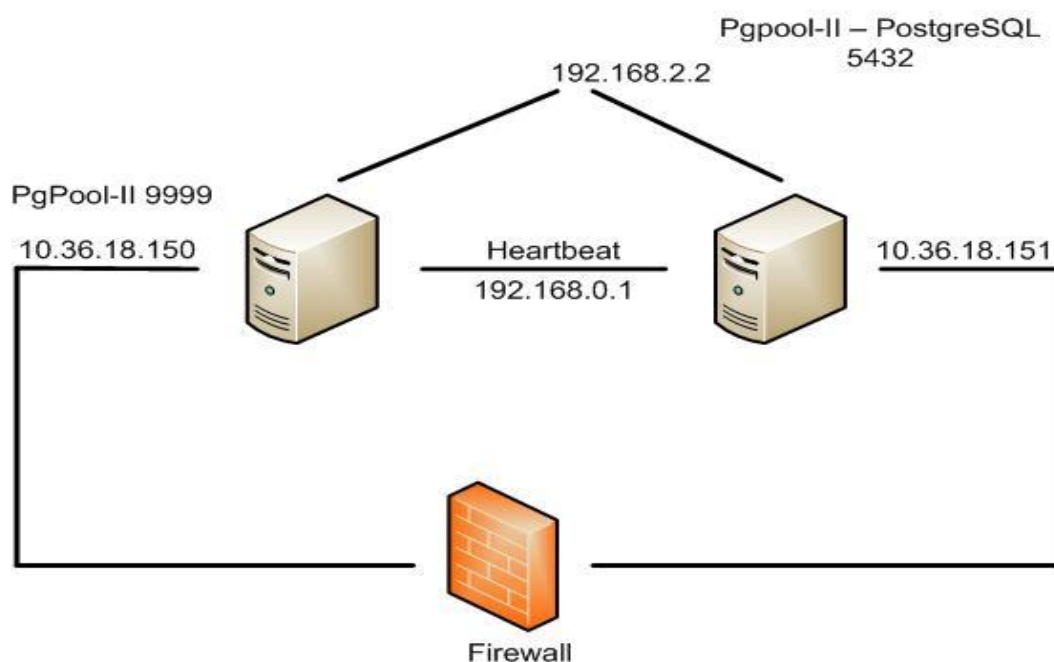 Pgpool-II – PostgreSQL
5432
192.168.2.2
PgPool-II 9999
10.36.18.150
Heartbeat
192.168.0.1
10.36.18.151
Firewall